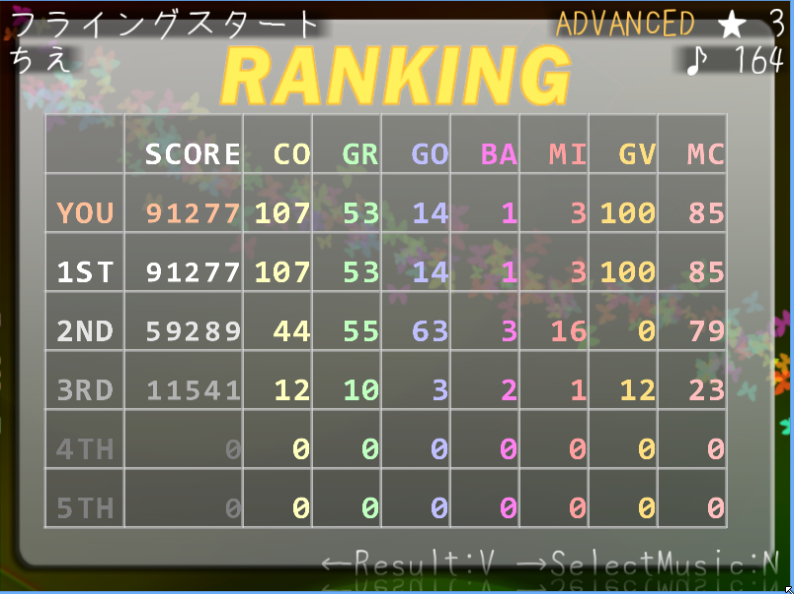 フライングスタート ADVANCED ★ 3
ちえ ♪ 164
RANKING
SCORE CO GR GO BA MI GV MC
YOU 91277 107 53 14 1 3 100 85
1ST 91277 107 53 14 1 3 100 85
2ND 59289 44 55 63 3 16 0 79
3RD 11541 12 10 3 2 1 12 23
4TH 0 0 0 0 0 0 0 0
5TH 0 0 0 0 0 0 0 0
←Result:V →SelectMusic:N